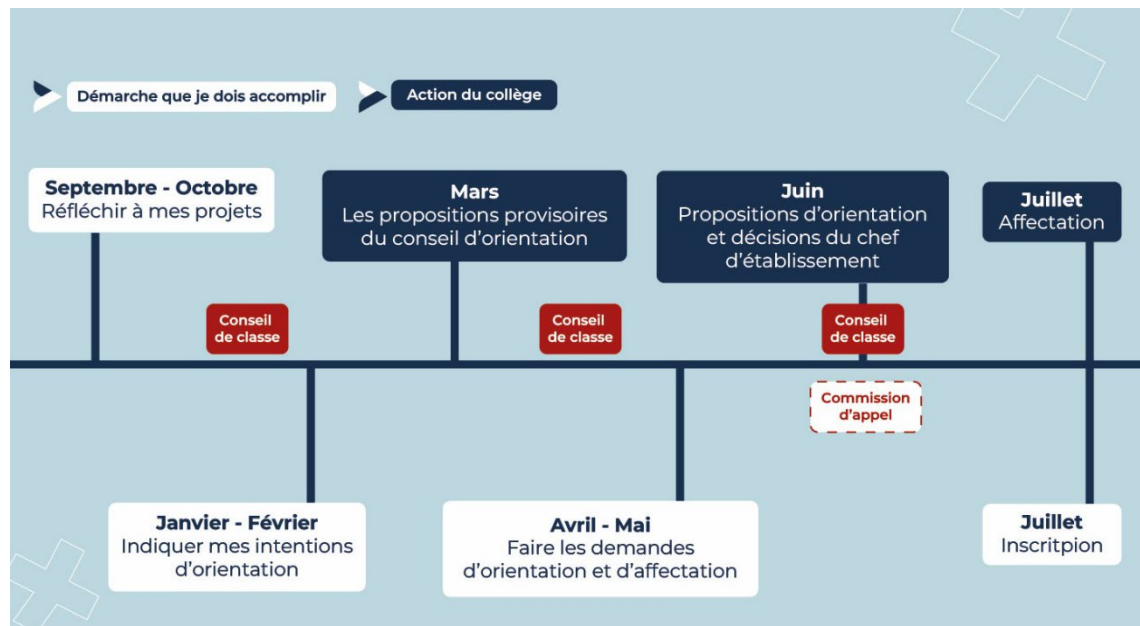 Démarche que je dois accomplir
Action du collège
Septembre - Octobre
Réfléchir à mes projets
Mars
Les propositions provisoires
du conseil d'orientation
Juin
Propositions d'orientation
et décisions du chef
d'établissement
Juillet
Affectation
Conseil
de classe
Conseil
de classe
Conseil
de classe
Commission
d'appel
Janvier - Février
Indiquer mes intentions
d'orientation
Avril - Mai
Faire les demandes
d'orientation et d'affectation
Juillet
Inscritpion